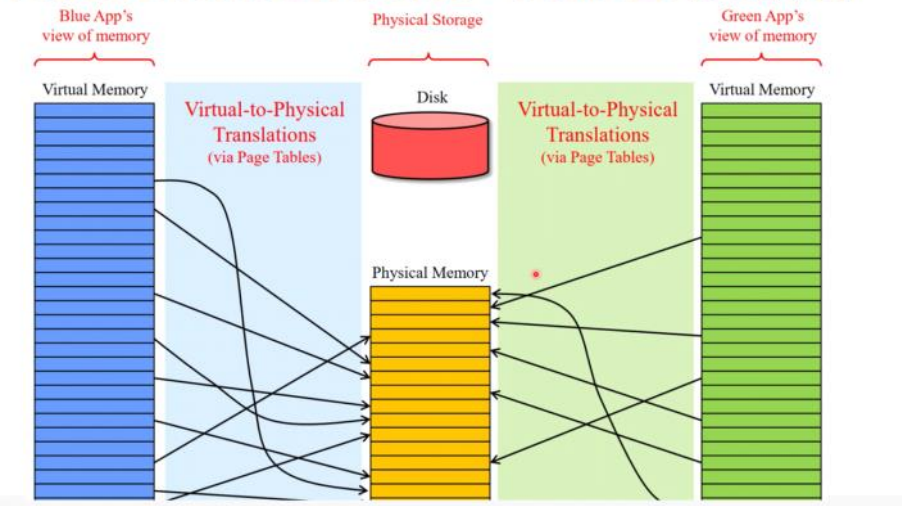 Blue App's
view of memory
Physical Storage
Green App's
view of memory
Virtual Memory
Virtual-to-Physical
Translations
(via Page Tables)
Disk
Virtual-to-Physical
Translations
(via Page Tables)
Virtual Memory
Physical Memory